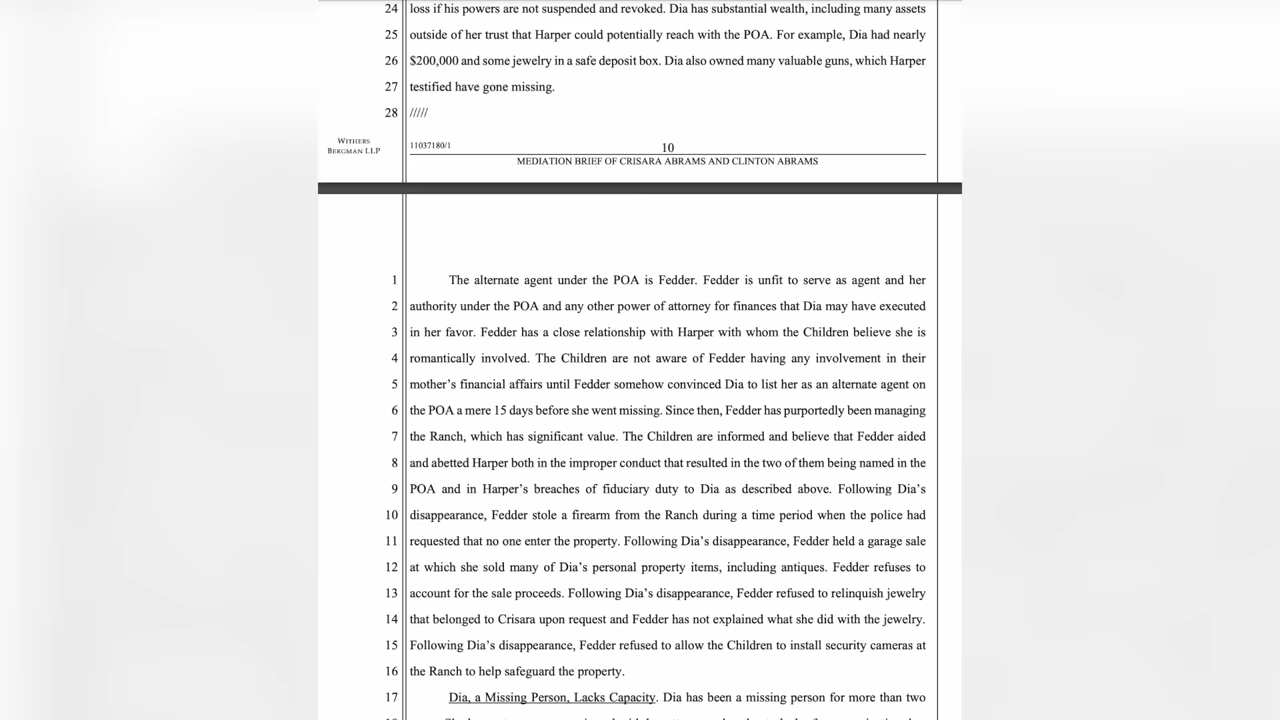 24 loss if his powers are not suspended and revoked. Dia has substantial wealth, including many assets
25 outside of her trust that Harper could potentially reach with the POA. For example, Dia had nearly
26 $200,000 and some jewelry in a safe deposit box. Dia also owned many valuable guns, which Harper
27 testified have gone missing.
28 /////
WITHERS
BERGMAN LLP
11037180/1
10
MEDIATION BRIEF OF CRISARA ABRAMS AND CLINTON ABRAMS
1 The alternate agent under the POA is Fedder. Fedder is unfit to serve as agent and her
2 authority under the POA and any other power of attorney for finances that Dia may have executed
3 in her favor. Fedder has a close relationship with Harper with whom the Children believe she is
4 romantically involved. The Children are not aware of Fedder having any involvement in their
5 mother's financial affairs until Fedder somehow convinced Dia to list her as an alternate agent on
6 the POA a mere 15 days before she went missing. Since then, Fedder has purportedly been managing
7 the Ranch, which has significant value. The Children are informed and believe that Fedder aided
8 and abetted Harper both in the improper conduct that resulted in the two of them being named in the
9 POA and in Harper's breaches of fiduciary duty to Dia as described above. Following Dia's
10 disappearance, Fedder stole a firearm from the Ranch during a time period when the police had
11 requested that no one enter the property. Following Dia's disappearance, Fedder held a garage sale
12 at which she sold many of Dia's personal property items, including antiques. Fedder refuses to
13 account for the sale proceeds. Following Dia's disappearance, Fedder refused to relinquish jewelry
14 that belonged to Crisara upon request and Fedder has not explained what she did with the jewelry.
15 Following Dia's disappearance, Fedder refused to allow the Children to install security cameras at
16 the Ranch to help safeguard the property.
17 Dia, a Missing Person, Lacks Capacity. Dia has been a missing person for more than two